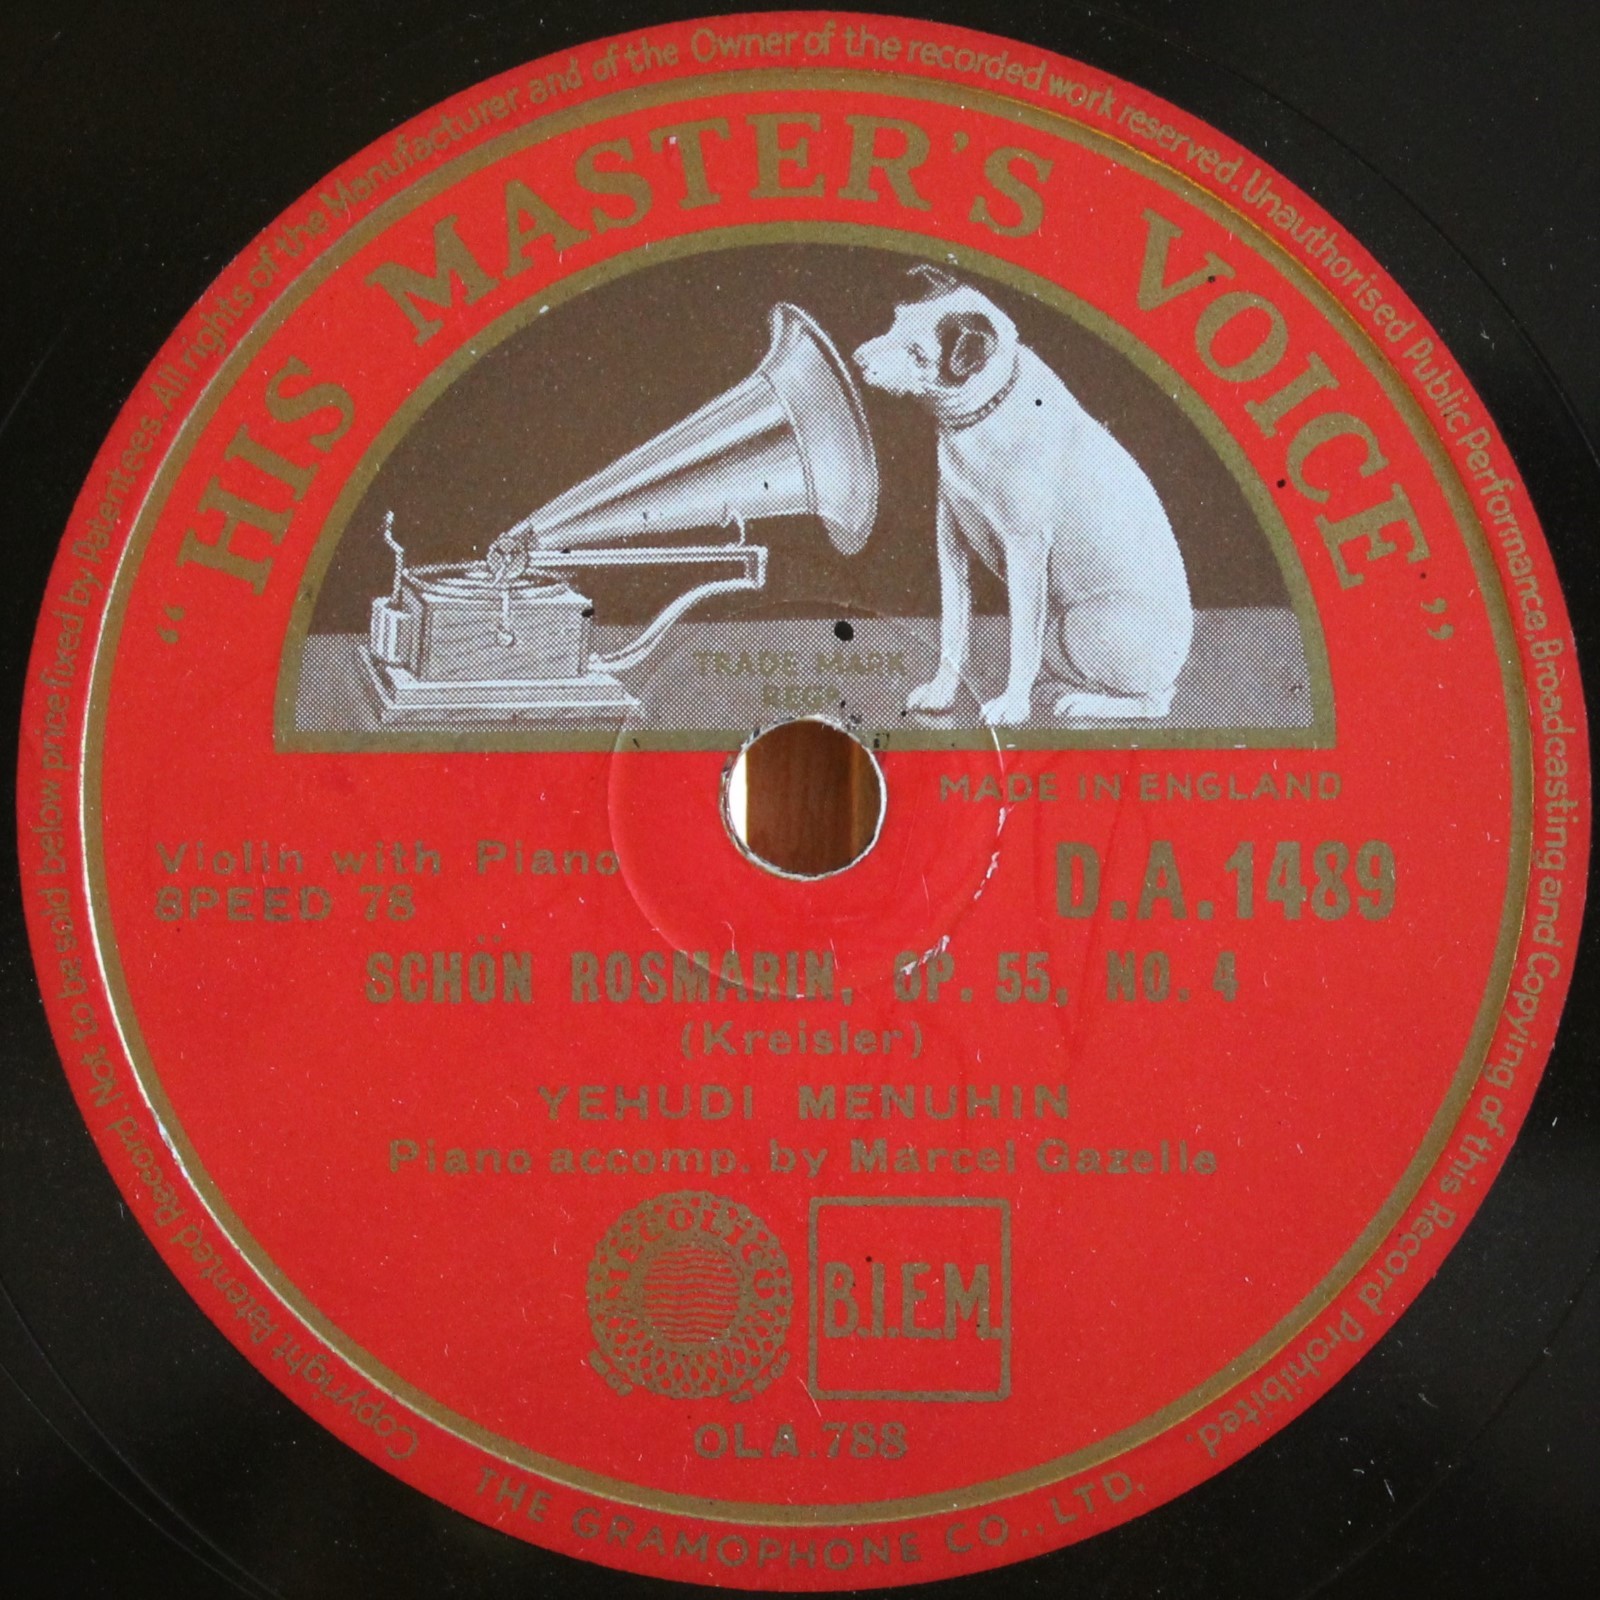 Copyright Patented Record. Not to be sold below price fixed by Patentees. All rights of the Manufacturer and of the Owner of the recorded work reserved. Unauthorised Public Performance, Broadcasting and Copying of this Record Prohibited.
“HIS MASTER'S VOICE”
TRADE MARK
REGD.
MADE IN ENGLAND
Violin with Piano
SPEED 78
D.A.1489
SCHÖN ROSMARIN, OP. 55, NO. 4
(Kreisler)
YEHUDI MENUHIN
Piano accomp. by Marcel Gazelle
B.I.E.M.
OLA.788
THE GRAMOPHONE CO., LTD.